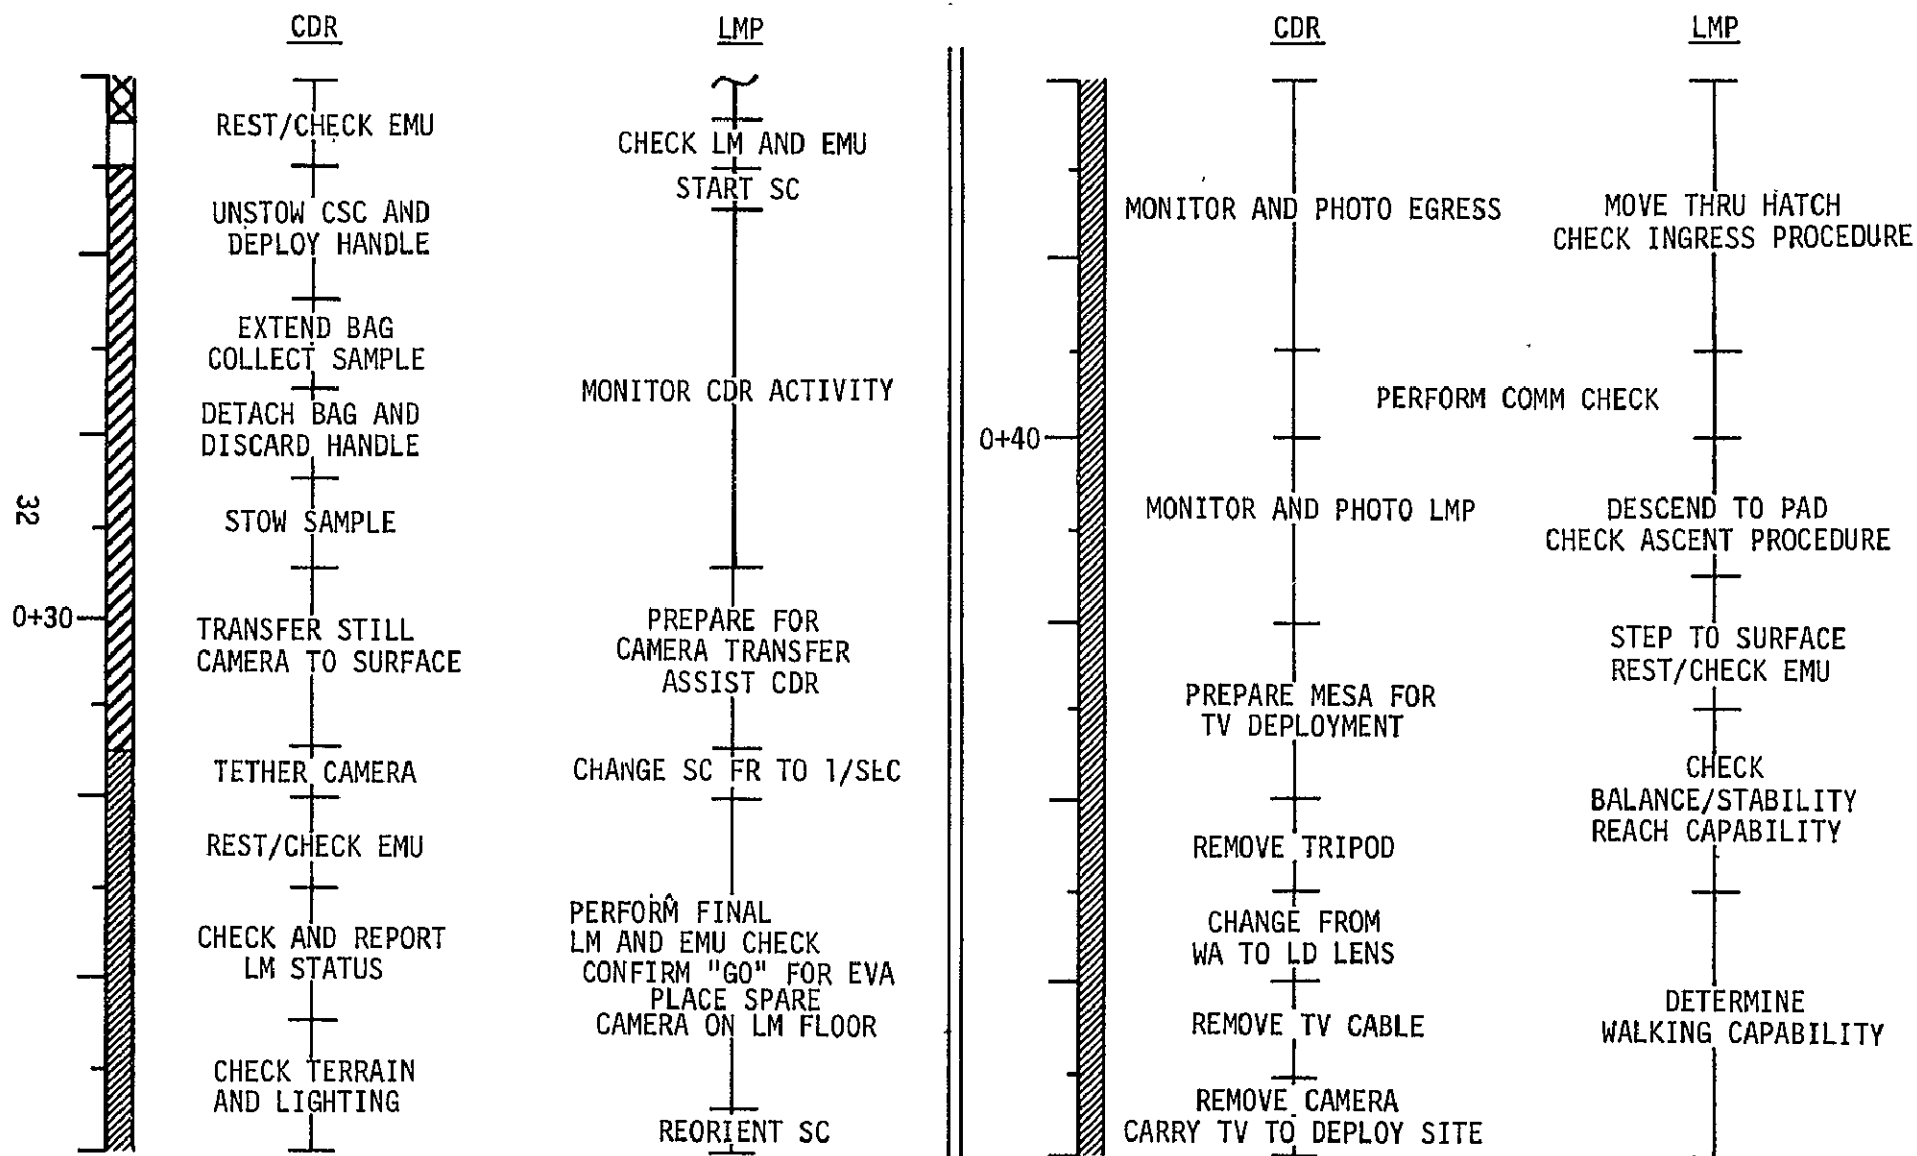 CDR
REST/CHECK EMU
UNSTOW CSC AND
DEPLOY HANDLE
EXTEND BAG
COLLECT SAMPLE
DETACH BAG AND
DISCARD HANDLE
STOW SAMPLE
0+30
TRANSFER STILL
CAMERA TO SURFACE
TETHER CAMERA
REST/CHECK EMU
CHECK AND REPORT
LM STATUS
CHECK TERRAIN
AND LIGHTING
32
LMP
CHECK LM AND EMU
START SC
MONITOR CDR ACTIVITY
PREPARE FOR
CAMERA TRANSFER
ASSIST CDR
CHANGE SC FR TO 1/SEC
PERFORM FINAL
LM AND EMU CHECK
CONFIRM "GO" FOR EVA
PLACE SPARE
CAMERA ON LM FLOOR
REORIENT SC
CDR
MONITOR AND PHOTO EGRESS
PERFORM COMM CHECK
0+40
MONITOR AND PHOTO LMP
PREPARE MESA FOR
TV DEPLOYMENT
REMOVE TRIPOD
CHANGE FROM
WA TO LD LENS
REMOVE TV CABLE
REMOVE CAMERA
CARRY TV TO DEPLOY SITE
LMP
MOVE THRU HATCH
CHECK INGRESS PROCEDURE
DESCEND TO PAD
CHECK ASCENT PROCEDURE
STEP TO SURFACE
REST/CHECK EMU
CHECK
BALANCE/STABILITY
REACH CAPABILITY
DETERMINE
WALKING CAPABILITY